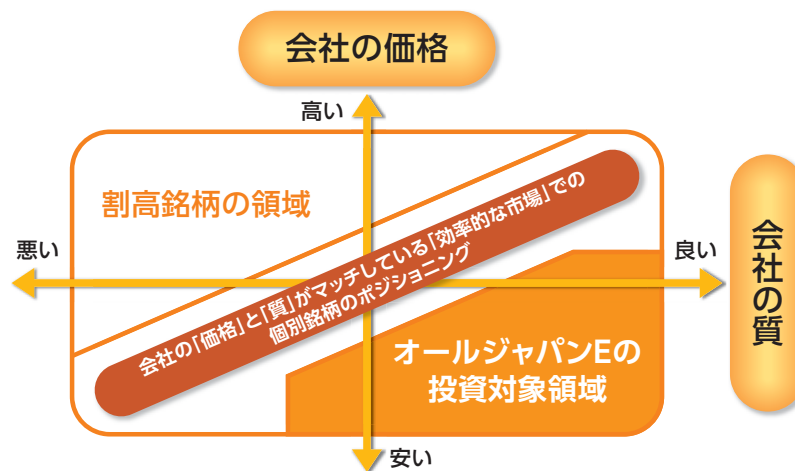 会社の価格
高い
割高銘柄の領域
悪い
良い
会社の質
会社の「価格」と「質」がマッチしている「効率的な市場」での
個別銘柄のポジショニング
オールジャパンEの
投資対象領域
安い